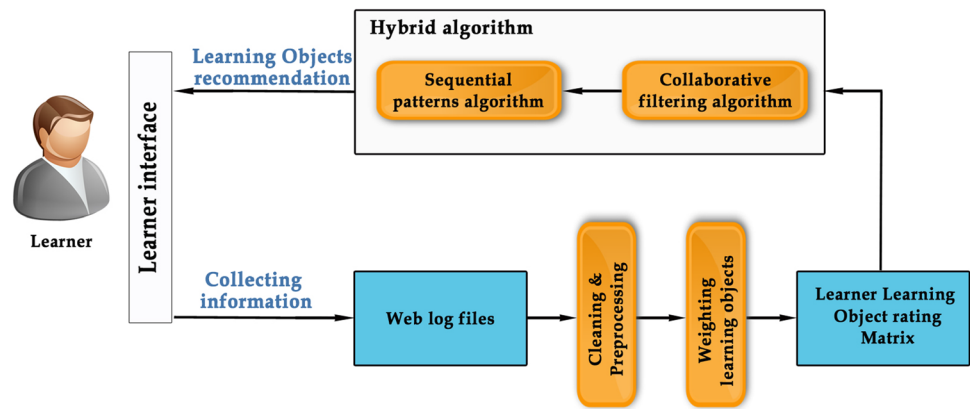 Hybrid algorithm
Learning Objects
recommendation
Sequential
patterns algorithm
Collaborative
filtering algorithm
Learner interface
Learner
Collecting
information
Web log files
Cleaning &
Preprocessing
Weighting
learning objects
Learner Learning
Object rating
Matrix